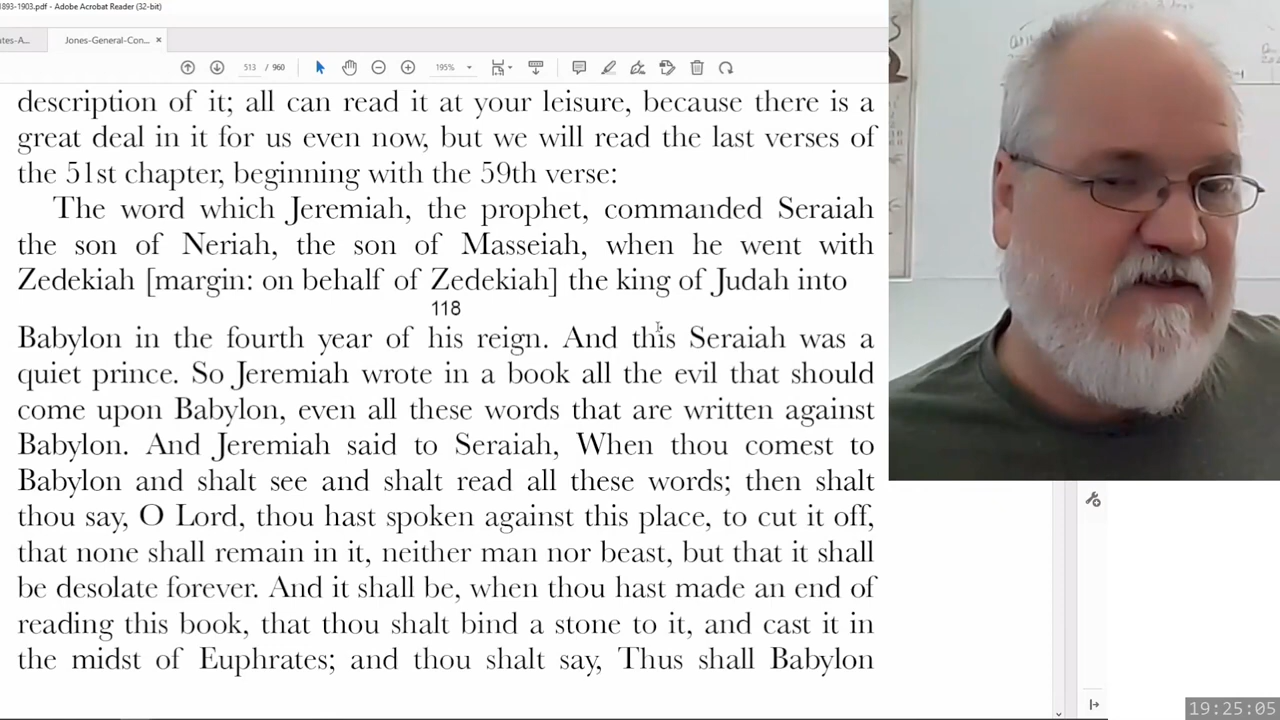 1893-1903.pdf - Adobe Acrobat Reader (32-bit)
tes-A...
Jones-General-Con... ×
513 / 960
195%
description of it; all can read it at your leisure, because there is a
great deal in it for us even now, but we will read the last verses of
the 51st chapter, beginning with the 59th verse:
The word which Jeremiah, the prophet, commanded Seraiah
the son of Neriah, the son of Masseiah, when he went with
Zedekiah [margin: on behalf of Zedekiah] the king of Judah into
118
Babylon in the fourth year of his reign. And this Seraiah was a
quiet prince. So Jeremiah wrote in a book all the evil that should
come upon Babylon, even all these words that are written against
Babylon. And Jeremiah said to Seraiah, When thou comest to
Babylon and shalt see and shalt read all these words; then shalt
thou say, O Lord, thou hast spoken against this place, to cut it off,
that none shall remain in it, neither man nor beast, but that it shall
be desolate forever. And it shall be, when thou hast made an end of
reading this book, that thou shalt bind a stone to it, and cast it in
the midst of Euphrates; and thou shalt say, Thus shall Babylon
19:25:05